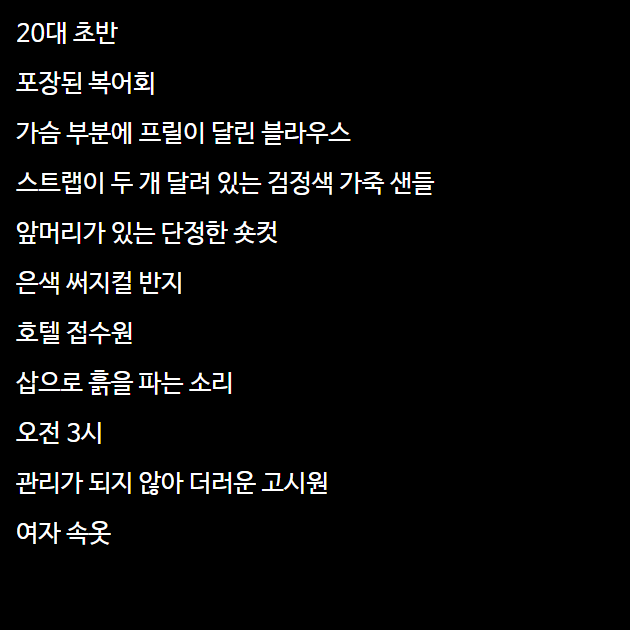 20대 초반
포장된 복어회
가슴 부분에 프릴이 달린 블라우스
스트랩이 두 개 달려 있는 검정색 가죽 샌들
앞머리가 있는 단정한 숏컷
은색 써지컬 반지
호텔 접수원
삽으로 흙을 파는 소리
오전 3시
관리가 되지 않아 더러운 고시원
여자 속옷